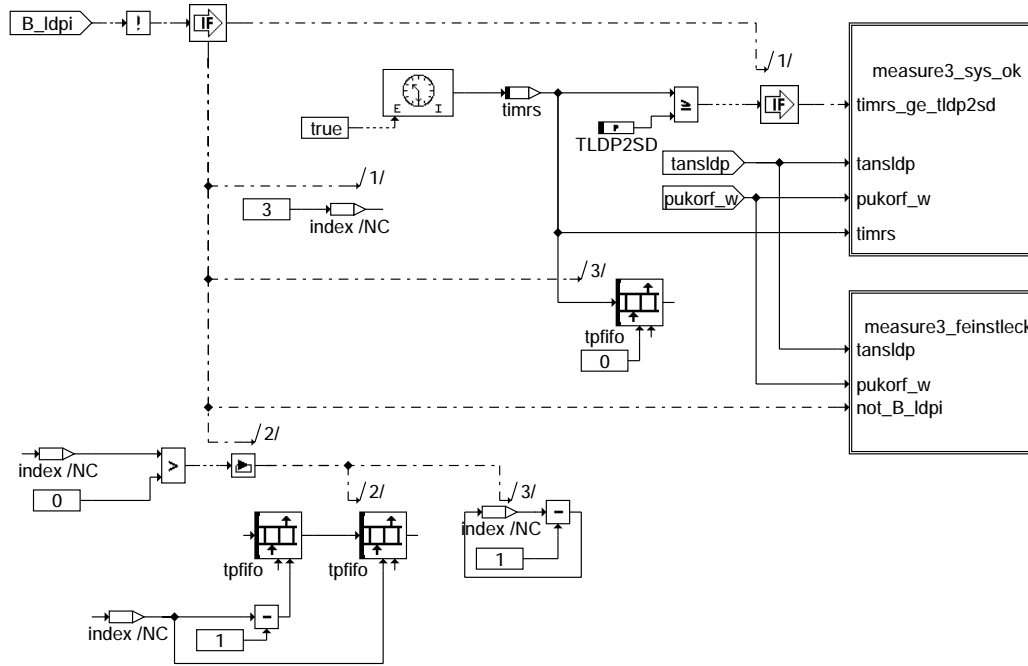 B_ldpi
!
IF
/1/
measure3_sys_ok
E I
timrs
≥
IF
timrs_ge_tldp2sd
true
P
TLDP2SD
tansldp
tansldp
/1/
pukorf_w
pukorf_w
3
index /NC
timrs
/3/
measure3_feinstleck
tpfifo
tansldp
0
pukorf_w
not_B_ldpi
/2/
index /NC
>
0
/2/
/3/
index /NC
-
1
tpfifo
tpfifo
index /NC
-
1